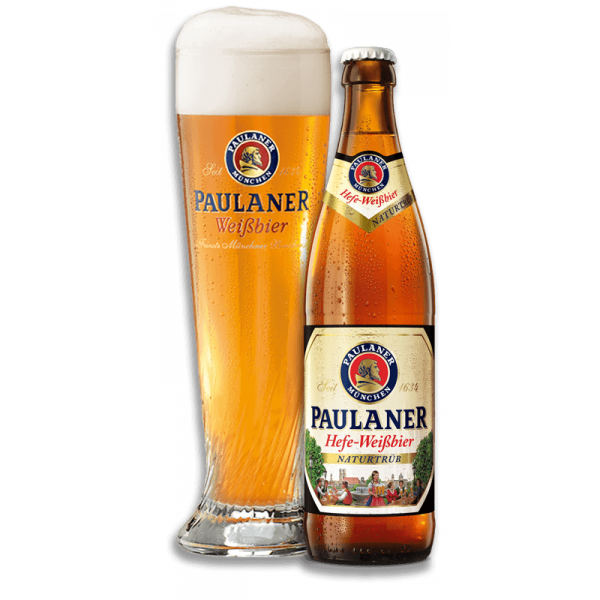 PAULANER
MÜNCHEN
Seit 1634
PAULANER
Weißbier
PAULANER
MÜNCHEN
Hefe-Weißbier
NATURTRÜB
PAULANER
MÜNCHEN
Seit 1634
PAULANER
Hefe-Weißbier
NATURTRÜB